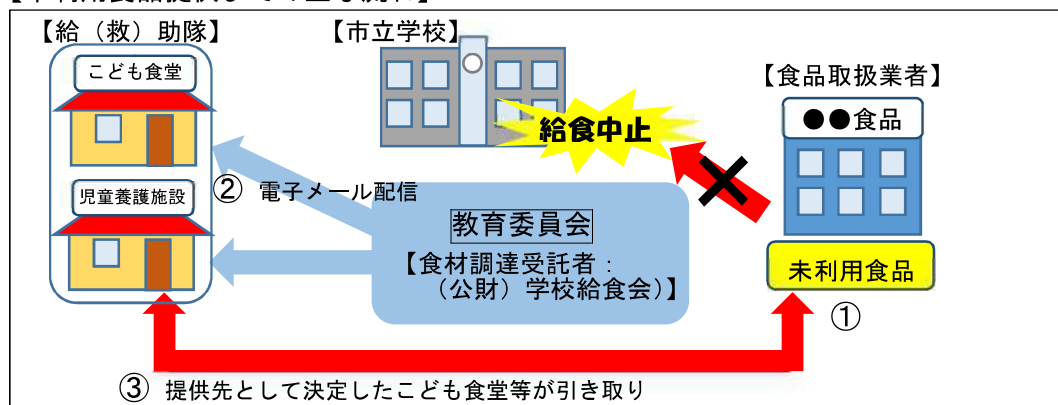 【給（救）助隊】
こども食堂
児童養護施設
【市立学校】
給食中止
【食品取扱業者】
●●食品
未利用食品
①
② 電子メール配信
教育委員会
【食材調達受託者：
（公財）学校給食会）】
③ 提供先として決定したこども食堂等が引き取り